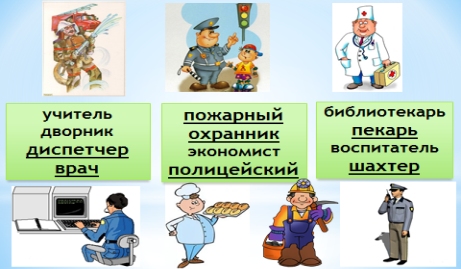 учитель
дворник
диспетчер
врач
пожарный
охранник
экономист
полицейский
библиотекарь
пекарь
воспитатель
шахтер